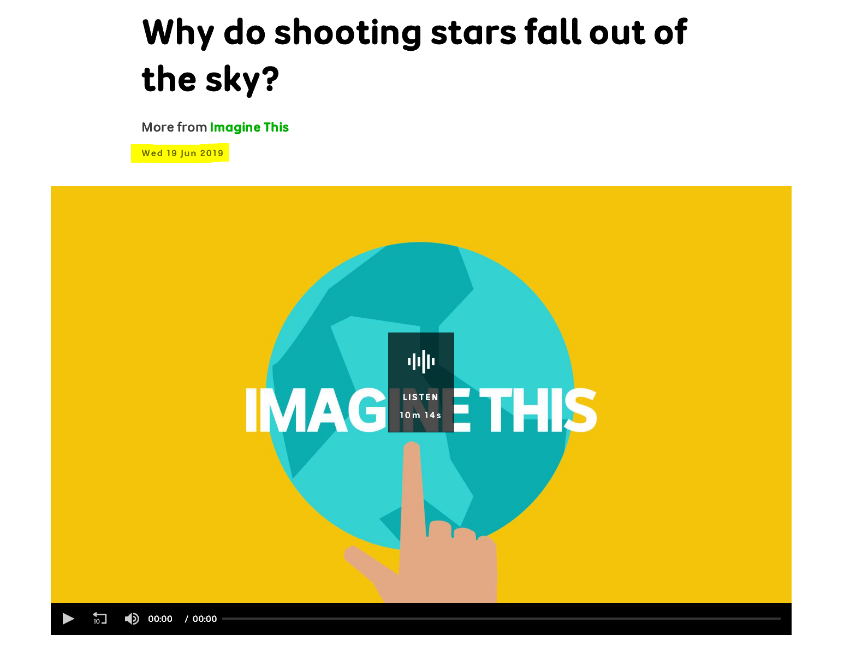 Why do shooting stars fall out of
the sky?
More from Imagine This
Wed 19 Jun 2019
IMAGINE THIS
LISTEN
10m 14s
10
00:00 / 00:00